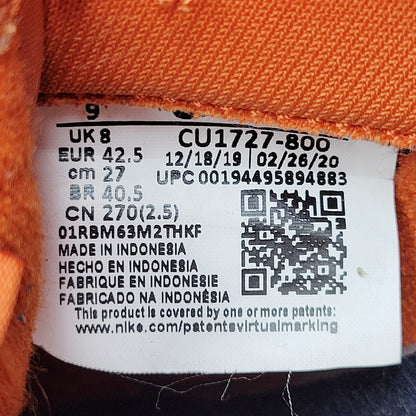 9
UK 8 CU1727-800
EUR 42.5 12/18/19 02/26/20
cm 27 UPC 00194495894883
BR 40.5
CN 270(2.5)
01RBM63M2THKF
MADE IN INDONESIA
HECHO EN INDONESIA
FABRIQUE EN INDONESIE
FABRICADO NA INDONÉSIA
This product is covered by one or more patents:
www.nike.com/patentsvirtualmarking